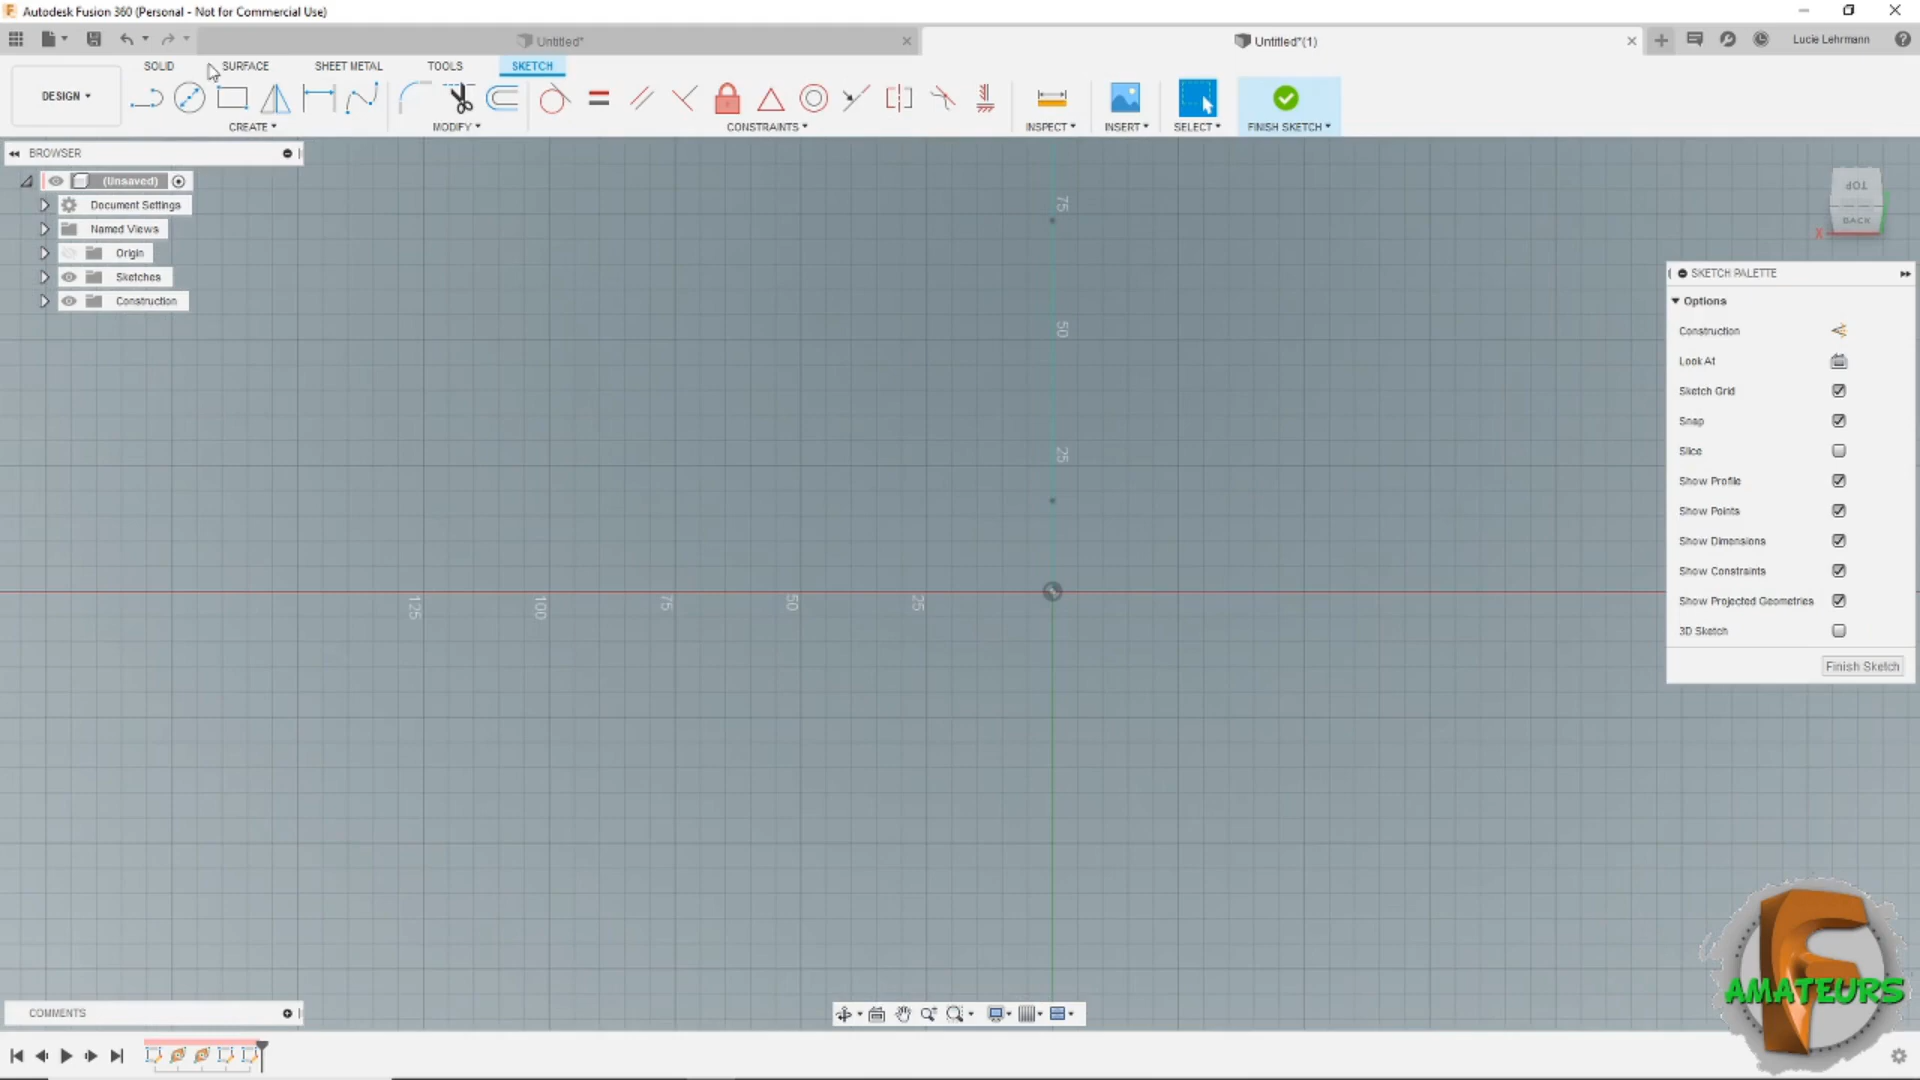 Autodesk Fusion 360 (Personal - Not for Commercial Use)
Untitled*
Untitled*(1)
Lucie Lehrmann
SOLID
SURFACE
SHEET METAL
TOOLS
SKETCH
DESIGN
CREATE
MODIFY
CONSTRAINTS
INSPECT
INSERT
SELECT
FINISH SKETCH
BROWSER
(Unsaved)
Document Settings
Named Views
Origin
Sketches
Construction
75
50
25
125
100
75
50
25
TOP
BACK
X
SKETCH PALETTE
Options
Construction
Look At
Sketch Grid
Snap
Slice
Show Profile
Show Points
Show Dimensions
Show Constraints
Show Projected Geometries
3D Sketch
Finish Sketch
COMMENTS
F
AMATEURS